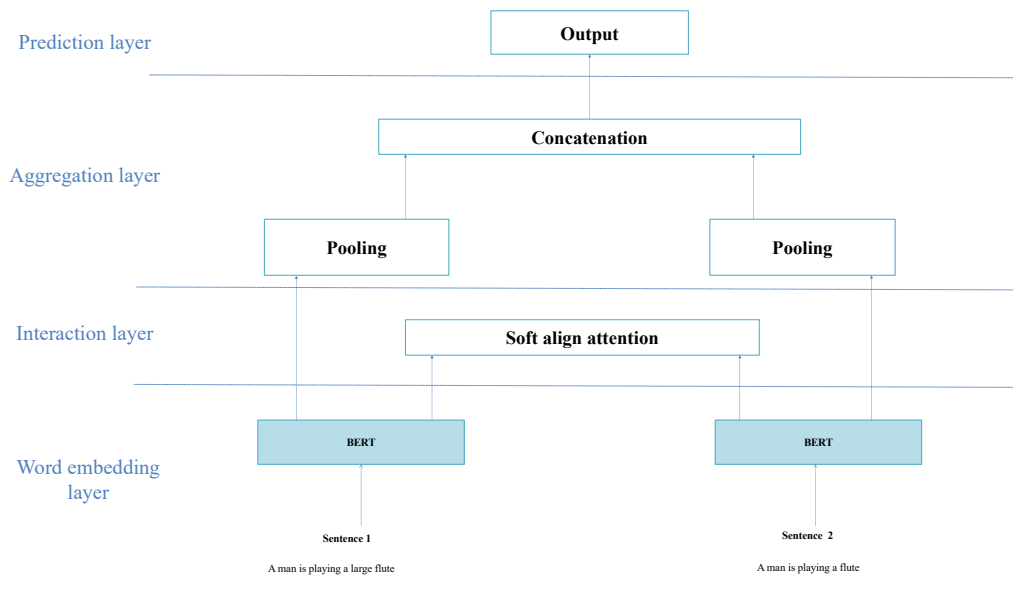 Prediction layer
Output
Concatenation
Aggregation layer
Pooling
Pooling
Interaction layer
Soft align attention
BERT
BERT
Word embedding
layer
Sentence 1
Sentence  2
A man is playing a large flute
A man is playing a flute